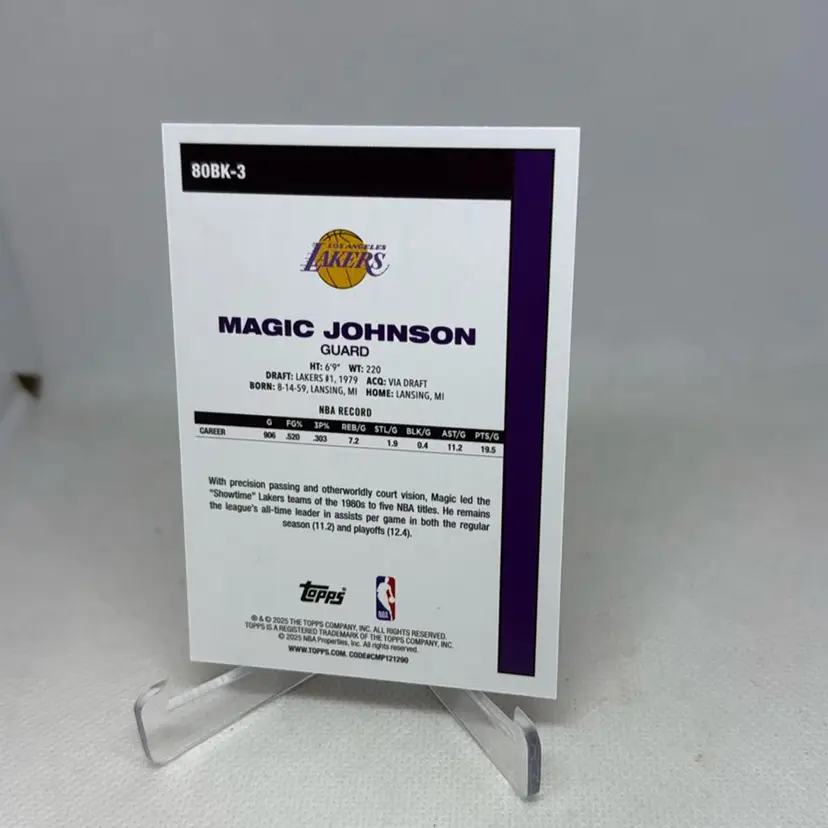 80BK-3
LOS ANGELES
LAKERS
MAGIC JOHNSON
GUARD
HT: 6'9" WT: 220
DRAFT: LAKERS #1, 1979 ACQ: VIA DRAFT
BORN: 8-14-59, LANSING, MI HOME: LANSING, MI
NBA RECORD
G FG% 3P% REB/G STL/G BLK/G AST/G PTS/G
CAREER 906 .520 .303 7.2 1.9 0.4 11.2 19.5
With precision passing and otherworldly court vision, Magic led the
"Showtime" Lakers teams of the 1980s to five NBA titles. He remains
the league's all-time leader in assists per game in both the regular
season (11.2) and playoffs (12.4).
Topps®
NBA
® & © 2025 THE TOPPS COMPANY, INC. ALL RIGHTS RESERVED.
TOPPS IS A REGISTERED TRADEMARK OF THE TOPPS COMPANY, INC.
© 2025 NBA Properties, Inc. All rights reserved.
WWW.TOPPS.COM. CODE#CMP121290